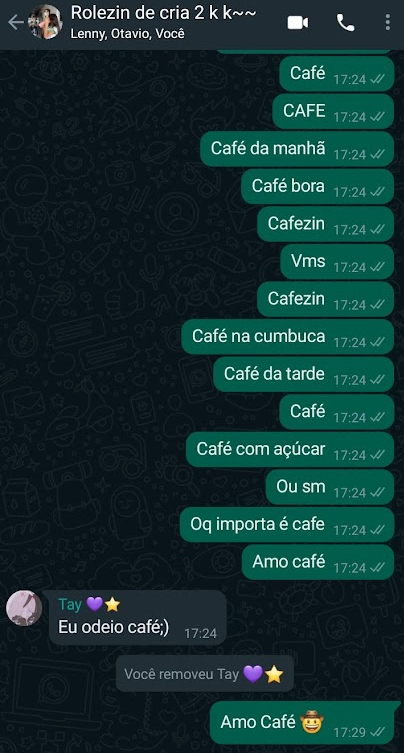 Rolezin de cria 2 k k~~
Lenny, Otavio, Você
Café
17:24
CAFE
17:24
Café da manhã
17:24
Café bora
17:24
Cafezin
17:24
Vms
17:24
Cafezin
17:24
Café na cumbuca
17:24
Café da tarde
17:24
Café
17:24
Café com açúcar
17:24
Ou sm
17:24
Oq importa é cafe
17:24
Amo café
17:24
Tay 💜⭐
Eu odeio café;)
17:24
Você removeu Tay 💜⭐
Amo Café 🤠
17:29